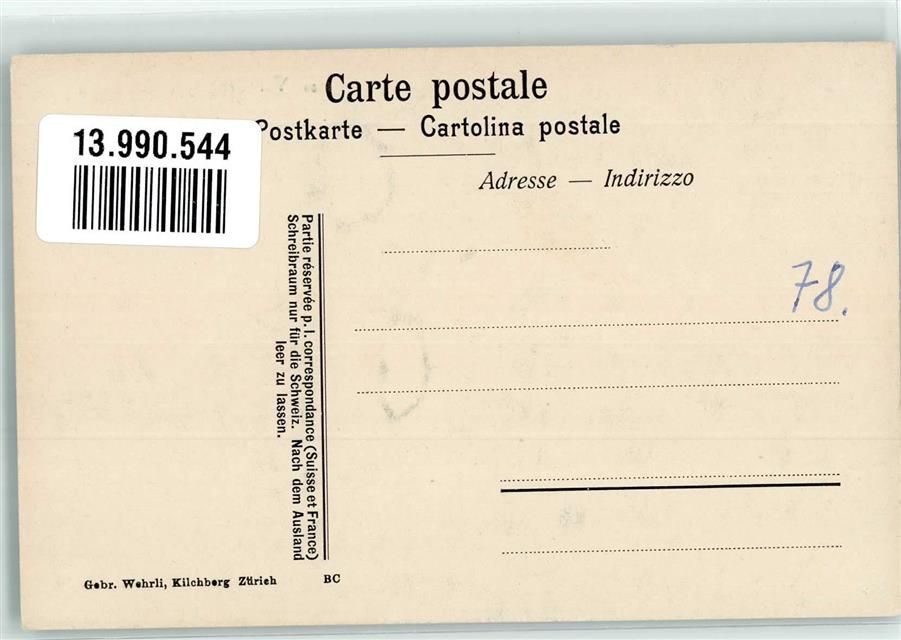 Carte postale
Postkarte — Cartolina postale
13.990.544
Adresse — Indirizzo
Partie réservée p. l. correspondance (Suisse et France)
Schreibraum nur für die Schweiz. Nach dem Ausland
leer zu lassen.
78.
Gebr. Wehrli, Kilchberg Zürich BC